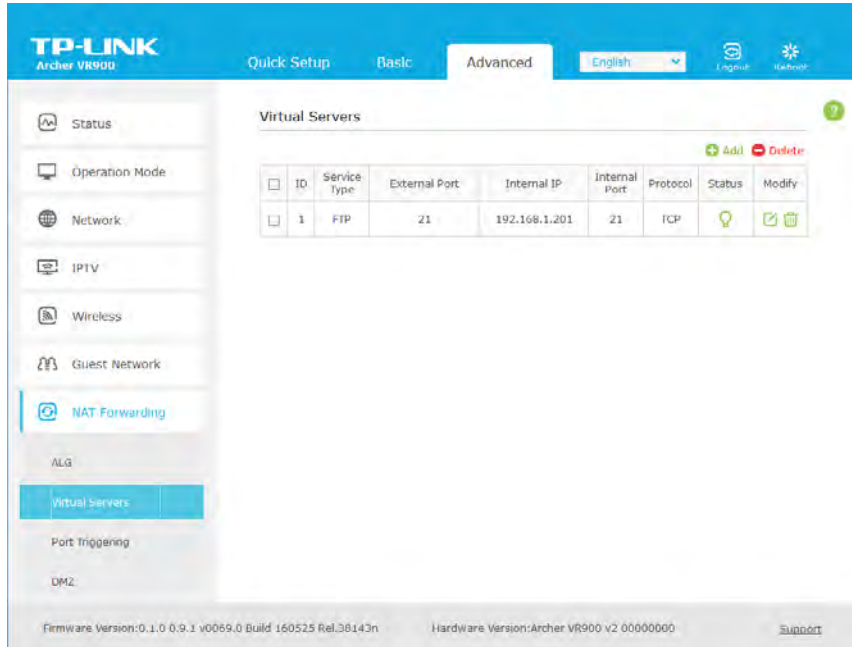 TP-LINK
Archer VR900
Quick Setup
Basic
Advanced
English
Logout
Reboot
Status
Operation Mode
Network
IPTV
Wireless
Guest Network
NAT Forwarding
ALG
Virtual Servers
Port Triggering
DMZ
Virtual Servers
?
Add
Delete
ID Service Type External Port Internal IP Internal Port Protocol Status Modify
1 FTP 21 192.168.1.201 21 TCP
Firmware Version:0.1.0 0.9.1 v0069.0 Build 160525 Rel.38143n
Hardware Version:Archer VR900 v2 00000000
Support